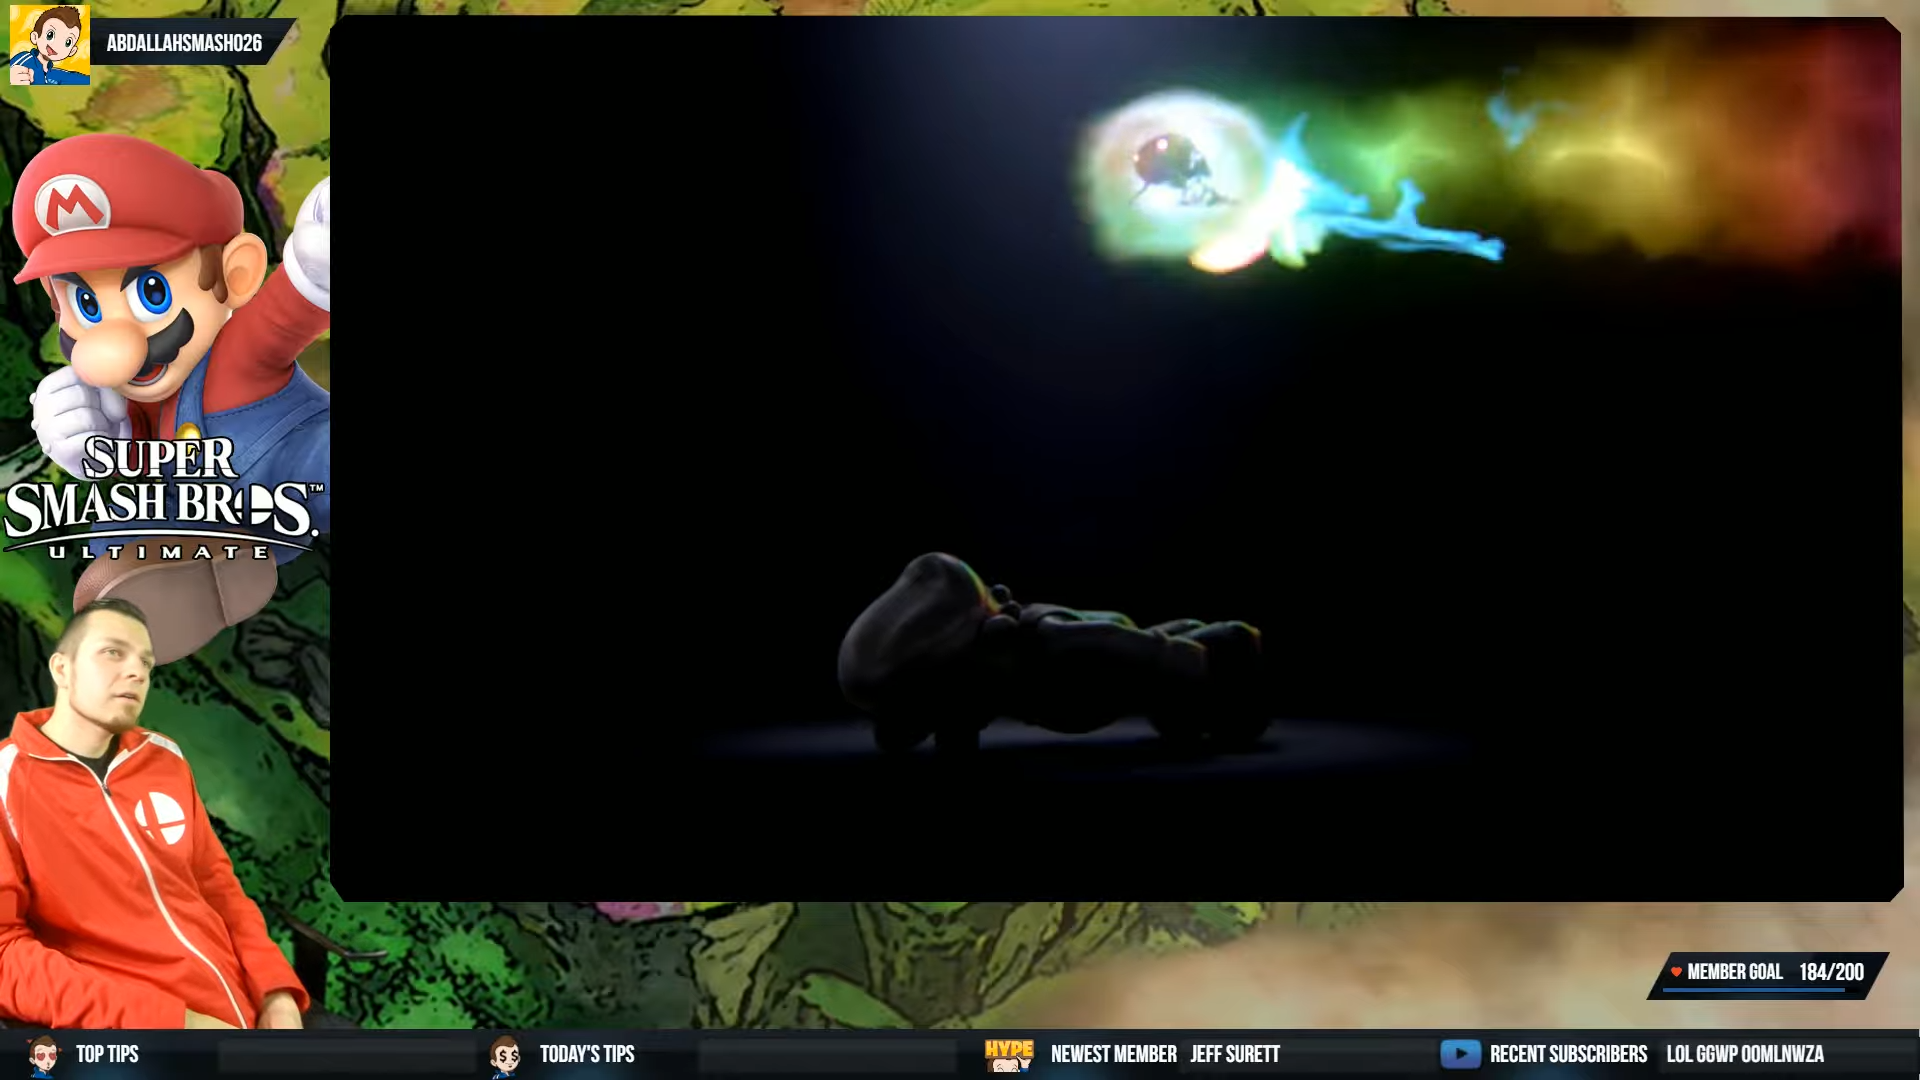 ABDALLAHSMASH026
M
SUPER
SMASH BROS.™
ULTIMATE
MEMBER GOAL 184/200
TOP TIPS
TODAY'S TIPS
HYPE
NEWEST MEMBER JEFF SURETT
RECENT SUBSCRIBERS LOL GGWP OOMLNWZA